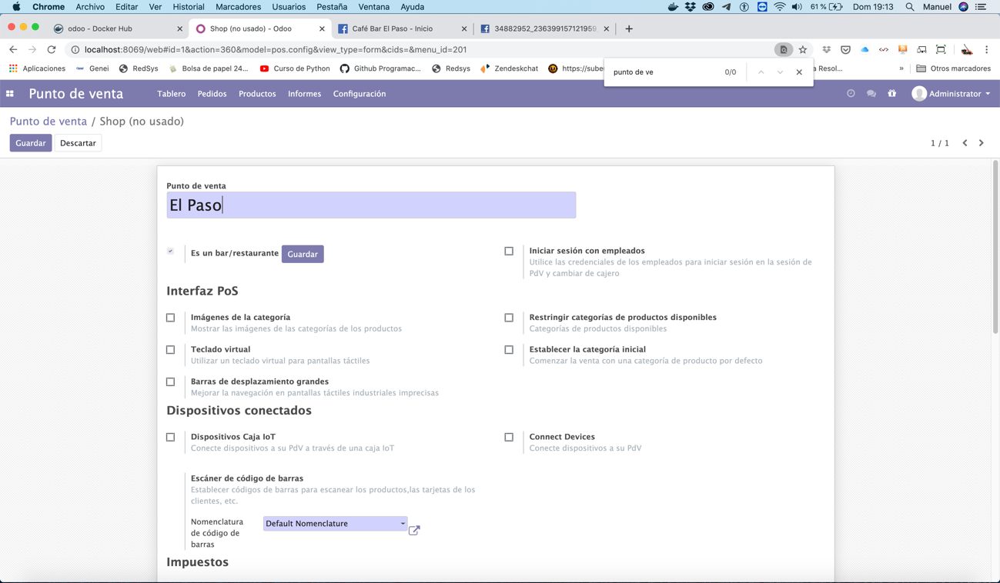 Chrome Archivo Editar Ver Historial Marcadores Usuarios Pestaña Ventana Ayuda 61 % Dom 19:13 Manuel
odoo - Docker Hub Shop (no usado) - Odoo Café Bar El Paso - Inicio 34882952_236399157121959
localhost:8069/web#id=1&action=360&model=pos.config&view_type=form&cids=&menu_id=201
Aplicaciones Genei RedSys Bolsa de papel 24... Curso de Python Github Programac... Redsys Zendeskchat https://sube a Resol... » Otros marcadores
punto de ve 0/0
Punto de venta Tablero Pedidos Productos Informes Configuración Administrator
Punto de venta / Shop (no usado)
Guardar Descartar 1 / 1
Punto de venta
El Paso
Es un bar/restaurante Guardar
Iniciar sesión con empleados
Utilice las credenciales de los empleados para iniciar sesión en la sesión de
PdV y cambiar de cajero
Interfaz PoS
Imágenes de la categoría
Mostrar las imágenes de las categorías de los productos
Restringir categorías de productos disponibles
Categorías de productos disponibles
Teclado virtual
Utilizar un teclado virtual para pantallas táctiles
Establecer la categoría inicial
Comenzar la venta con una categoría de producto por defecto
Barras de desplazamiento grandes
Mejorar la navegación en pantallas táctiles industriales imprecisas
Dispositivos conectados
Dispositivos Caja IoT
Conecte dispositivos a su PdV a través de una caja IoT
Connect Devices
Conecte dispositivos a su PdV
Escáner de código de barras
Establecer códigos de barras para escanear los productos,las tarjetas de los
clientes, etc.
Nomenclatura
de código de
barras
Default Nomenclature
Impuestos